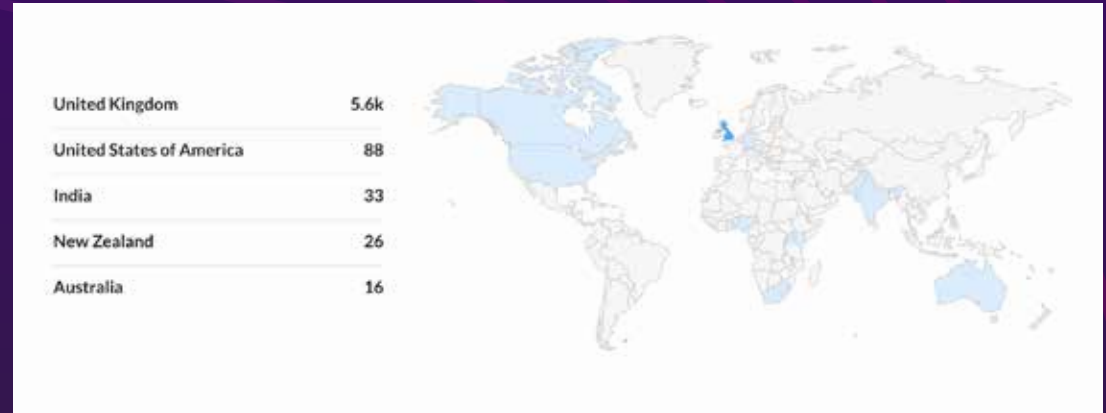 United Kingdom 5.6k
United States of America 88
India 33
New Zealand 26
Australia 16